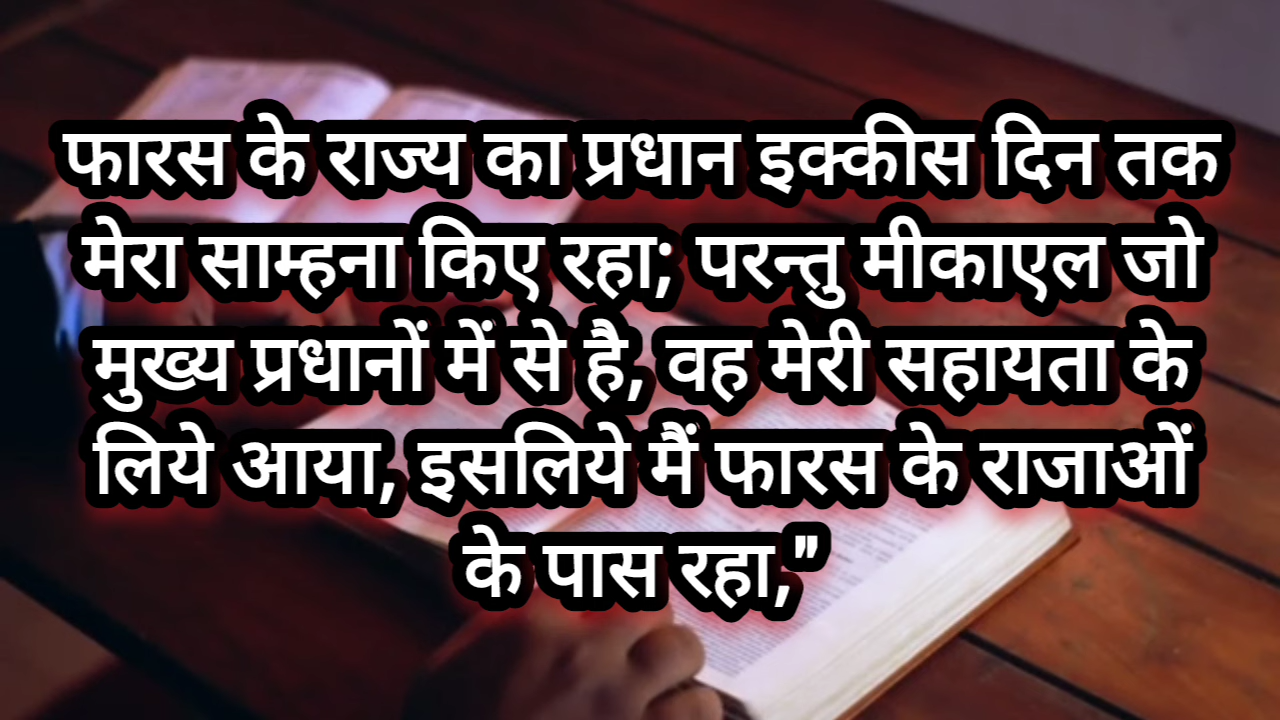 फारस के राज्य का प्रधान इक्कीस दिन तक
मेरा साम्हना किए रहा; परन्तु मीकाएल जो
मुख्य प्रधानों में से है, वह मेरी सहायता के
लिये आया, इसलिये मैं फारस के राजाओं
के पास रहा,"